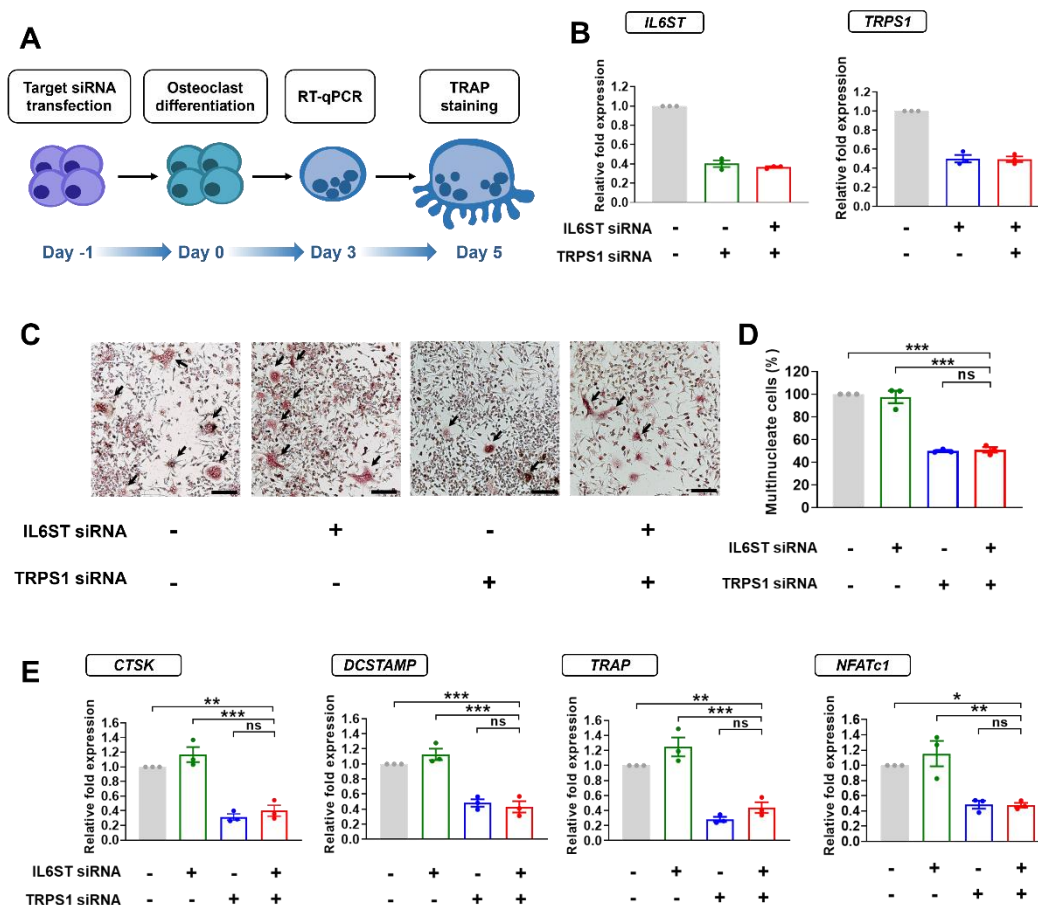 A
Target siRNA
transfection
Osteoclast
differentiation
RT-qPCR
TRAP
staining
Day -1
Day 0
Day 3
Day 5
B
IL6ST
Relative fold expression
1.2
1.0
0.8
0.6
0.4
0.2
0.0
IL6ST siRNA - - +
TRPS1 siRNA - + +
TRPS1
Relative fold expression
1.2
1.0
0.8
0.6
0.4
0.2
0.0
- + +
- - +
C
IL6ST siRNA - + - +
TRPS1 siRNA - - + +
D
Multinucleate cells (%)
***
***
ns
120
100
80
60
40
20
0
IL6ST siRNA - + - +
TRPS1 siRNA - - + +
E
CTSK
Relative fold expression
**
***
ns
1.6
1.4
1.2
1.0
0.8
0.6
0.4
0.2
0.0
IL6ST siRNA - + - +
TRPS1 siRNA - - + +
DCSTAMP
Relative fold expression
***
***
ns
1.6
1.4
1.2
1.0
0.8
0.6
0.4
0.2
0.0
- + - +
- - + +
TRAP
Relative fold expression
**
***
ns
1.6
1.4
1.2
1.0
0.8
0.6
0.4
0.2
0.0
- + - +
- - + +
NFATc1
Relative fold expression
*
**
ns
1.6
1.4
1.2
1.0
0.8
0.6
0.4
0.2
0.0
- + - +
- - + +